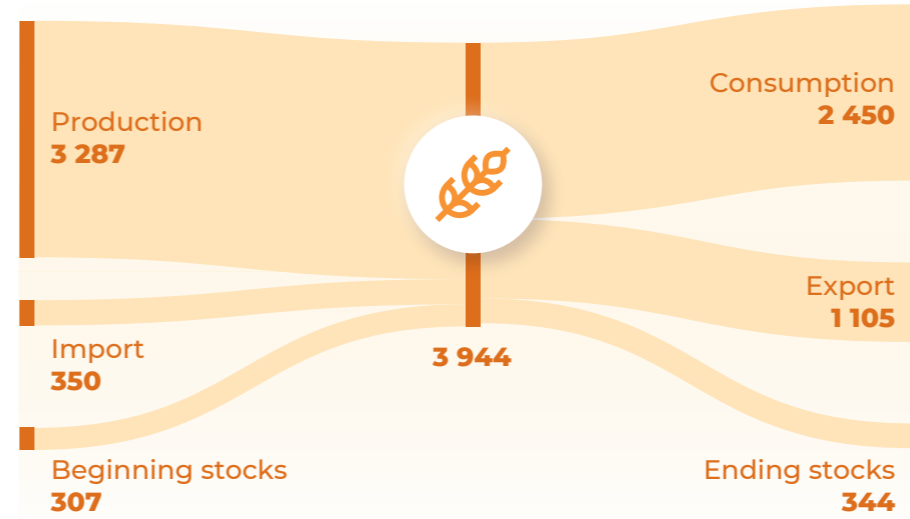 Production
3 287
Import
350
Beginning stocks
307
3 944
Consumption
2 450
Export
1 105
Ending stocks
344